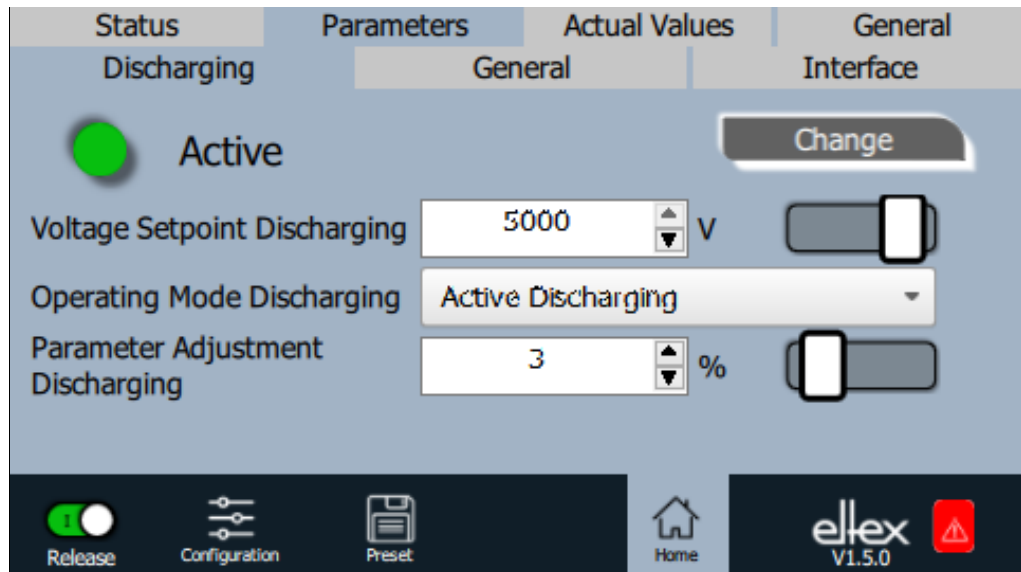 Status Parameters Actual Values General
Discharging General Interface
Active Change
Voltage Setpoint Discharging 5000 V
Operating Mode Discharging Active Discharging
Parameter Adjustment
Discharging 3 %
I
Release Configuration Preset Home eltex
V1.5.0